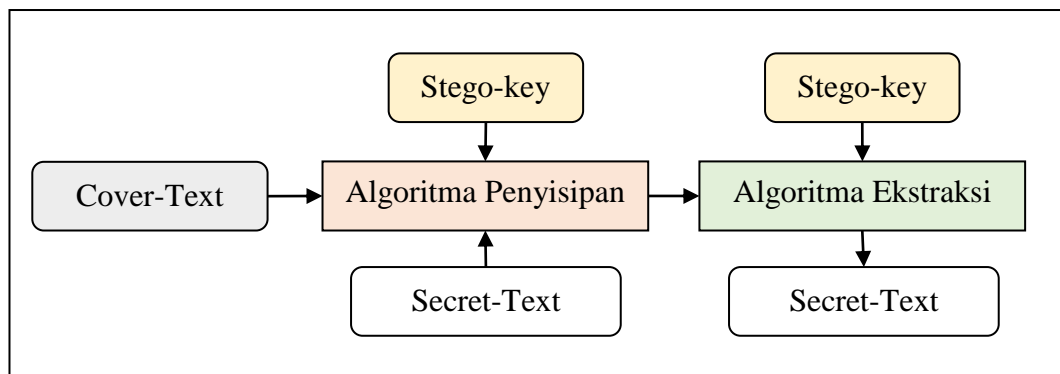 Stego-key
Stego-key
Cover-Text
Algoritma Penyisipan
Algoritma Ekstraksi
Secret-Text
Secret-Text